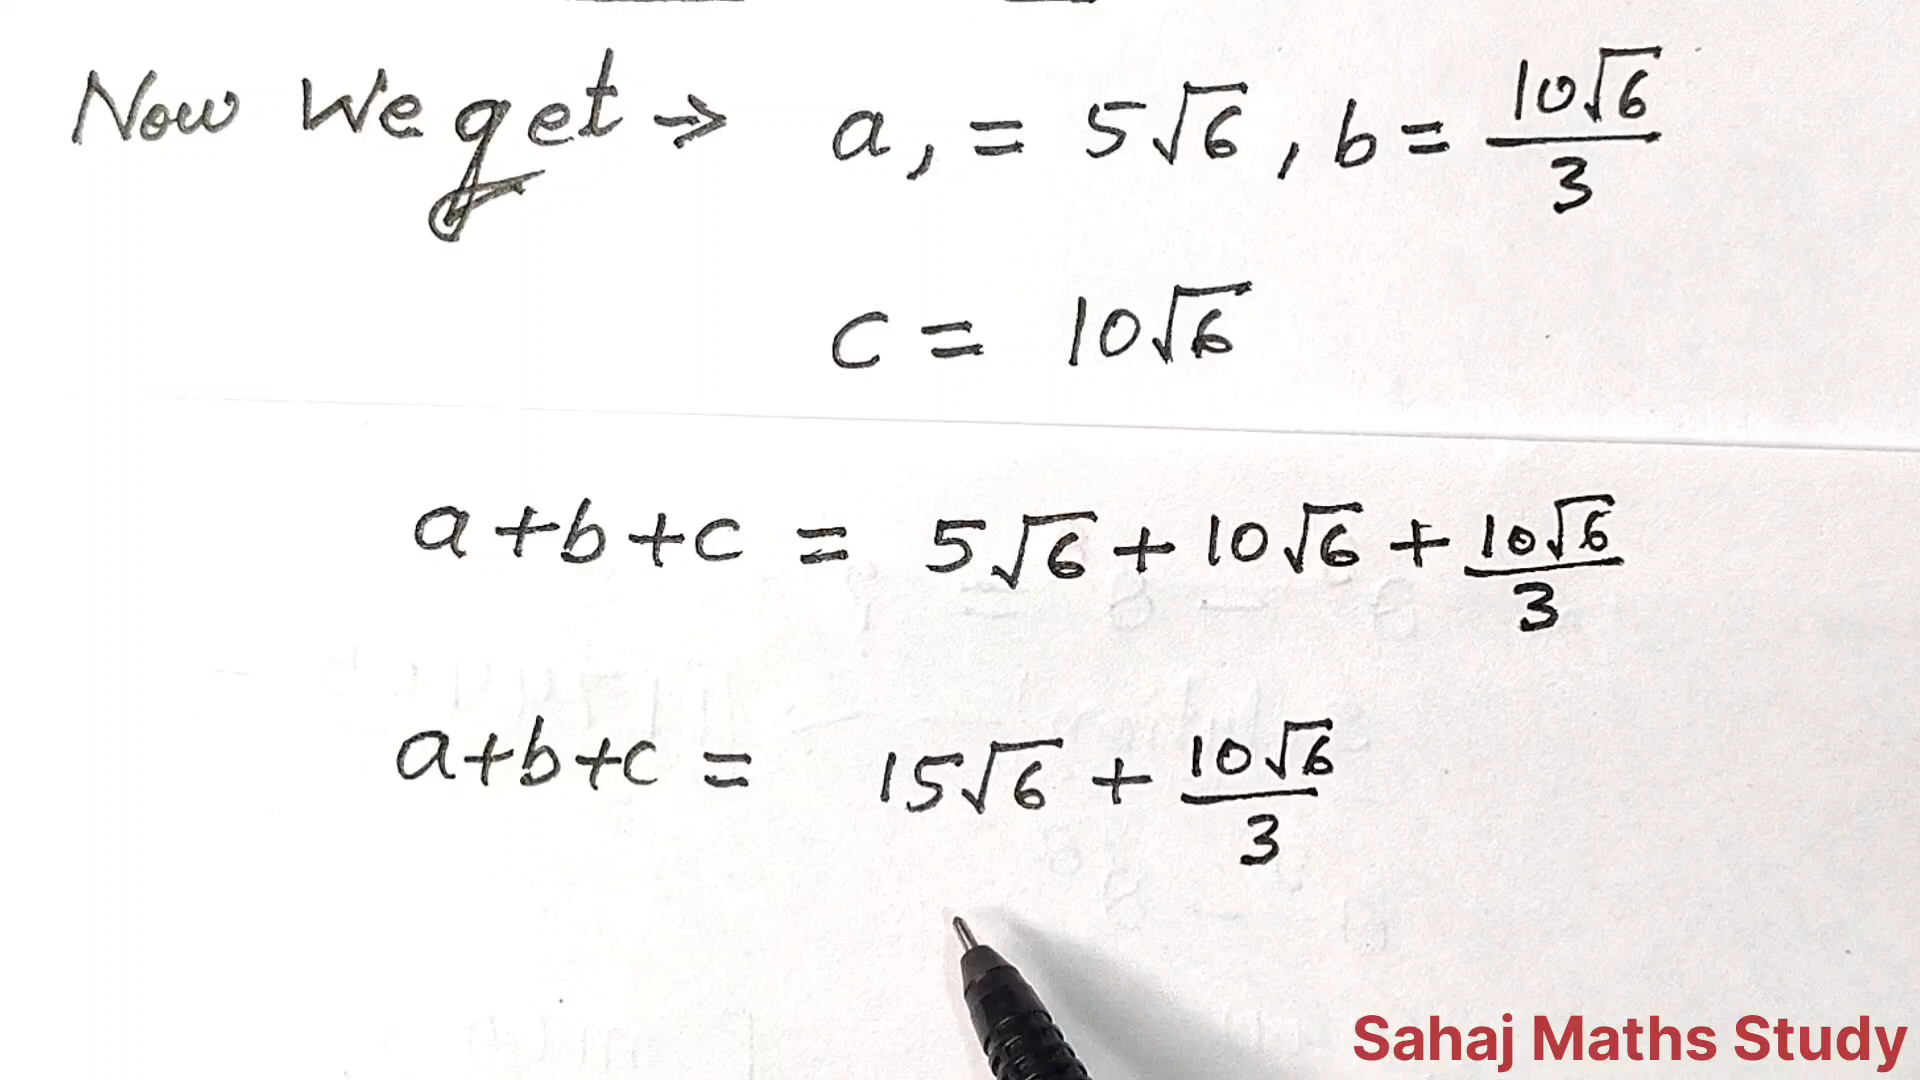 Now We get → a, = 5√6, b = 10√6/3
c = 10√6
a+b+c = 5√6 + 10√6 + 10√6/3
a+b+c = 15√6 + 10√6/3
Sahaj Maths Study